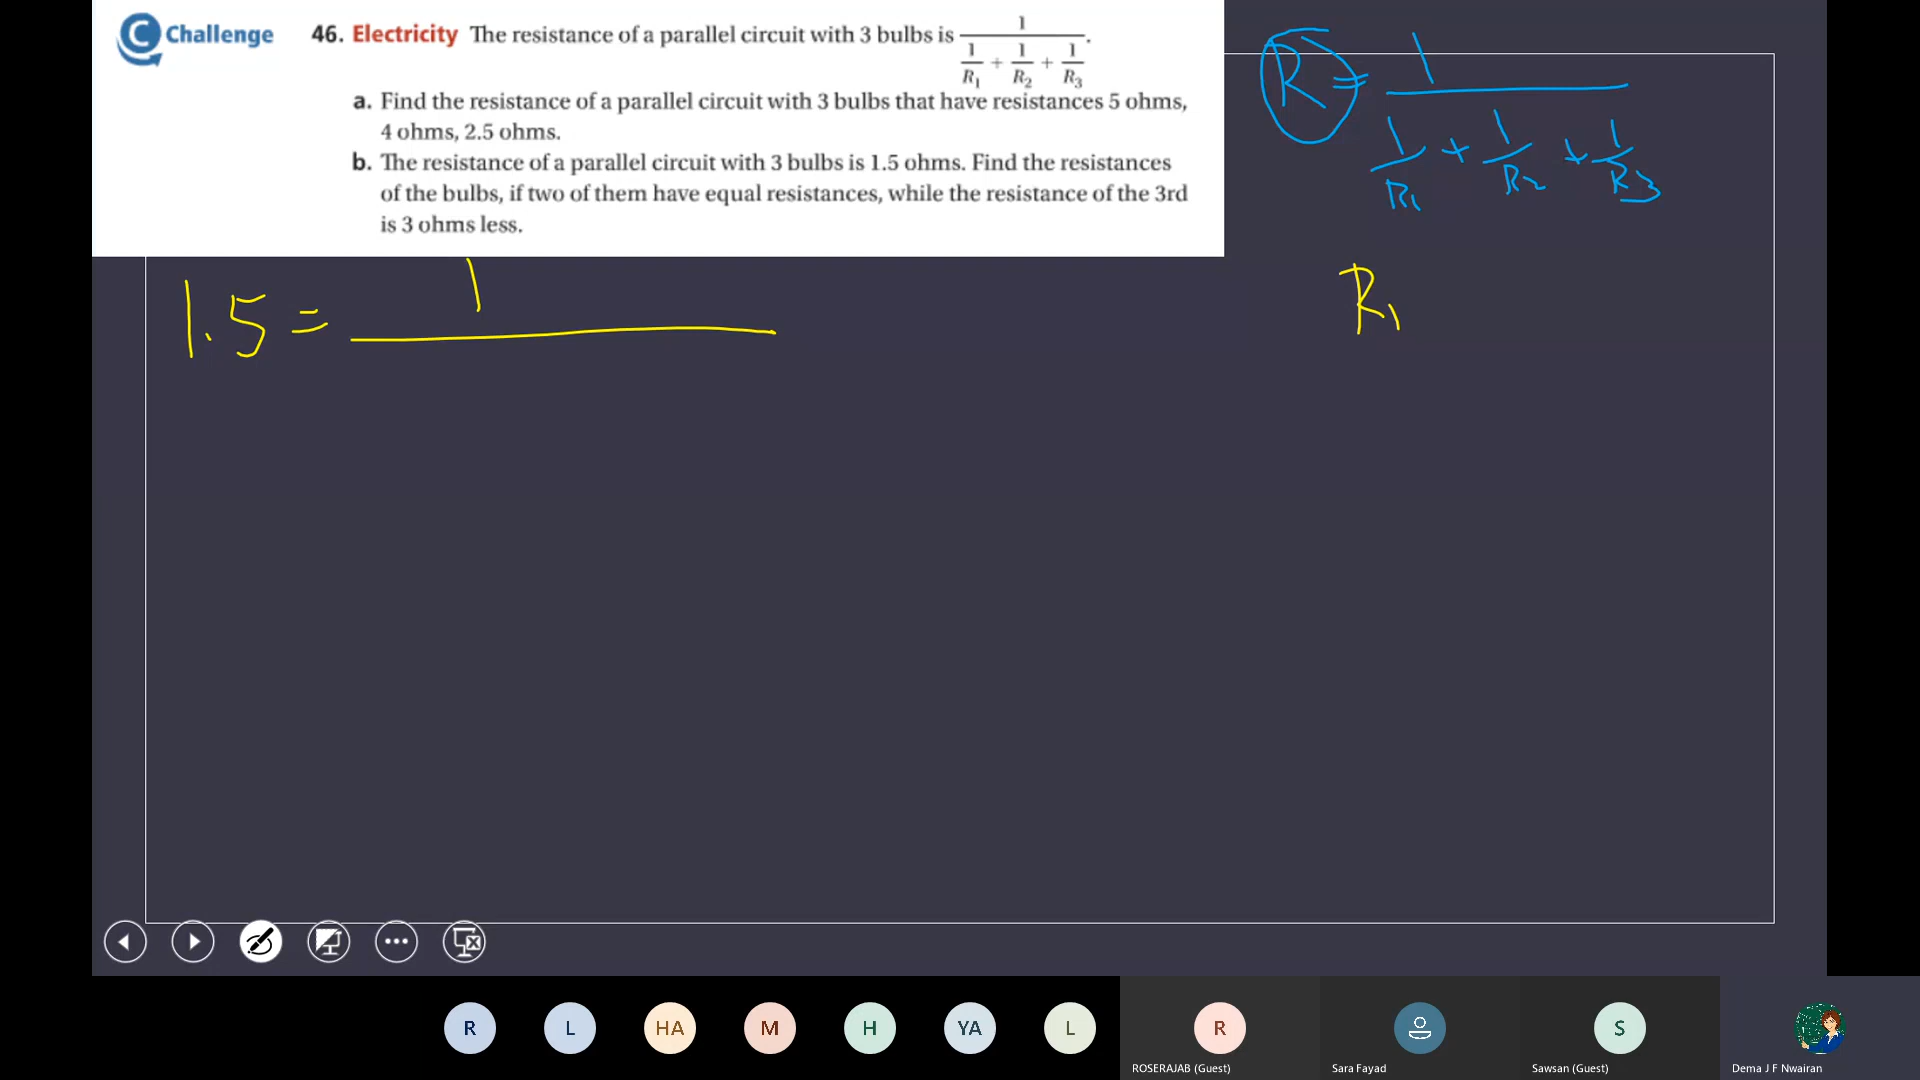 Challenge 46. Electricity The resistance of a parallel circuit with 3 bulbs is 1/(1/R₁ + 1/R₂ + 1/R₃).
a. Find the resistance of a parallel circuit with 3 bulbs that have resistances 5 ohms,
4 ohms, 2.5 ohms.
b. The resistance of a parallel circuit with 3 bulbs is 1.5 ohms. Find the resistances
of the bulbs, if two of them have equal resistances, while the resistance of the 3rd
is 3 ohms less.
R = 1/(1/R₁ + 1/R₂ + 1/R₃)
1.5 = 1
R₁
R L HA M H YA L R S
ROSERAJAB (Guest) Sara Fayad Sawsan (Guest) Dema J F Nwairan